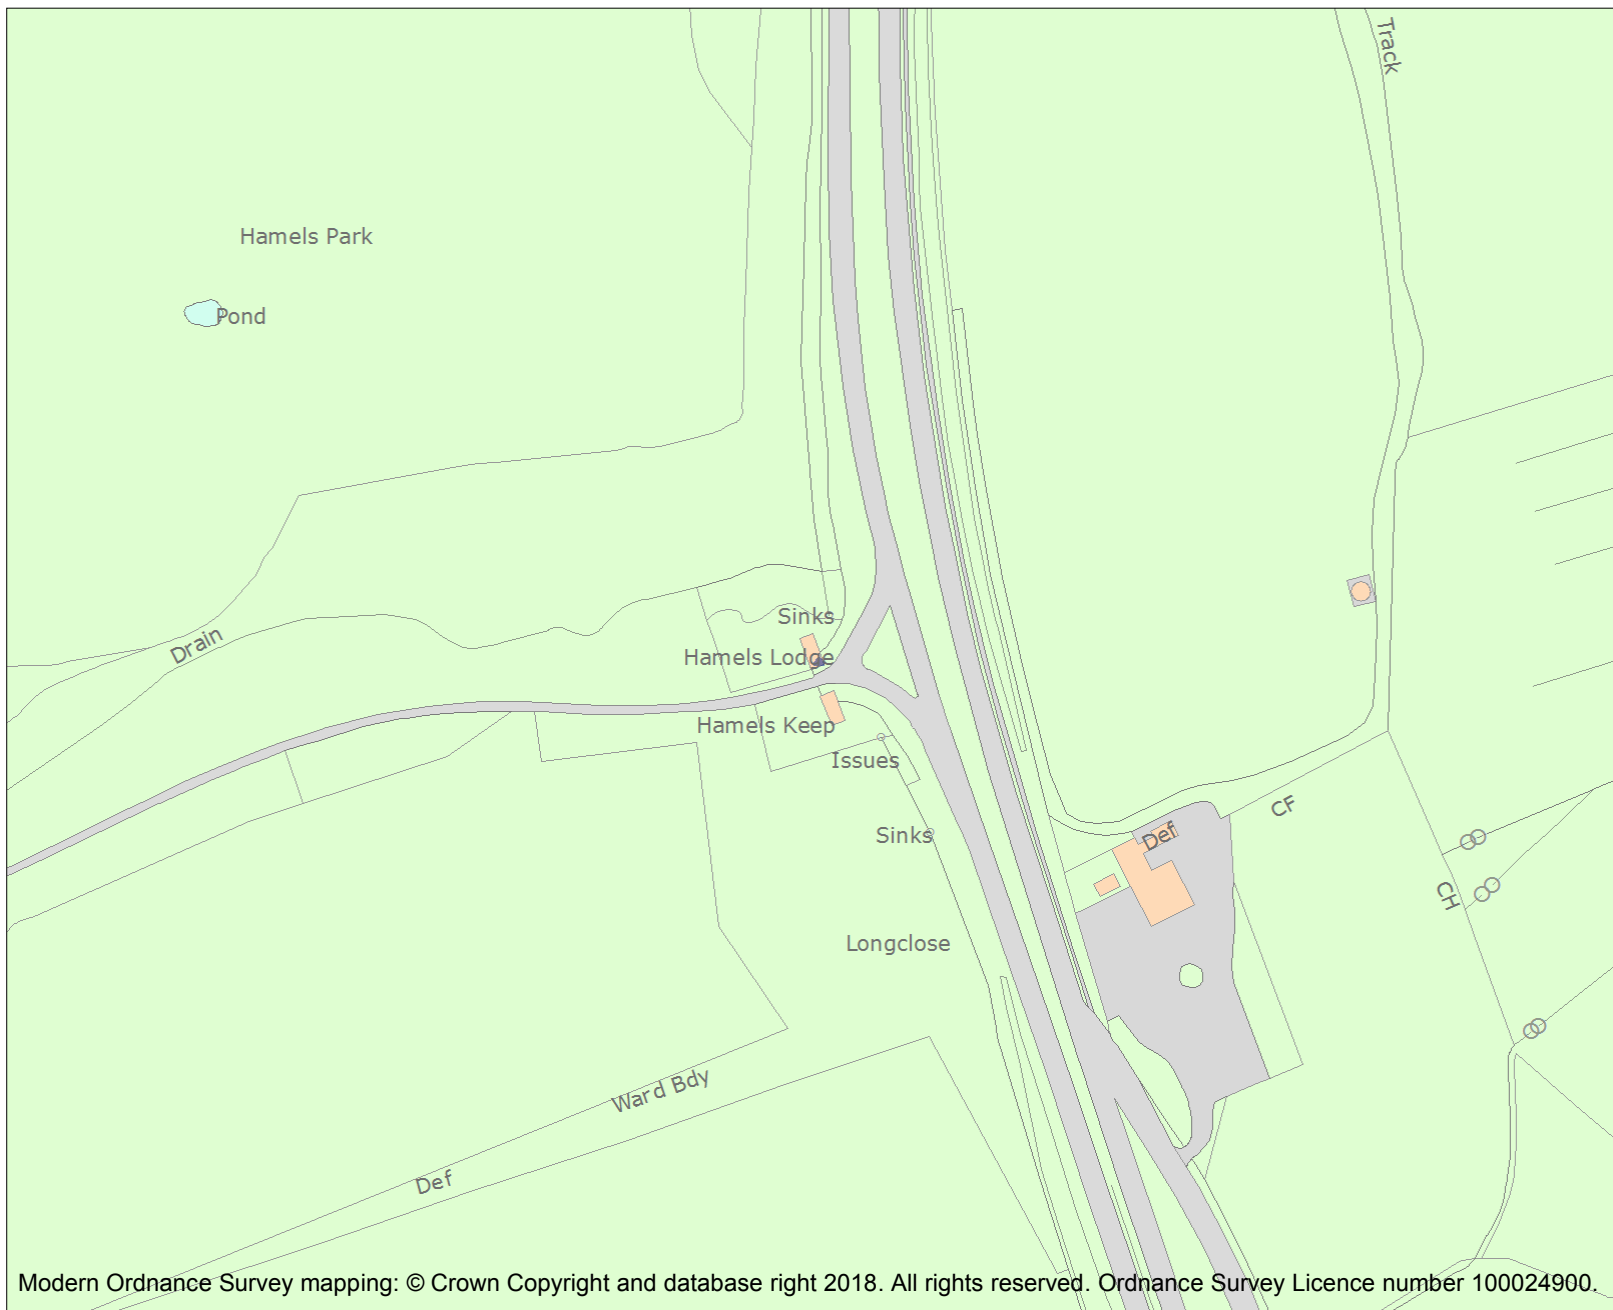 Track
Hamels Park
Pond
Sinks
Drain
Hamels Lodge
Hamels Keep
Issues
CF
Sinks
Def
CH
Longclose
Ward Bdy
Def
Modern Ordnance Survey mapping: © Crown Copyright and database right 2018. All rights reserved. Ordnance Survey Licence number 100024900.